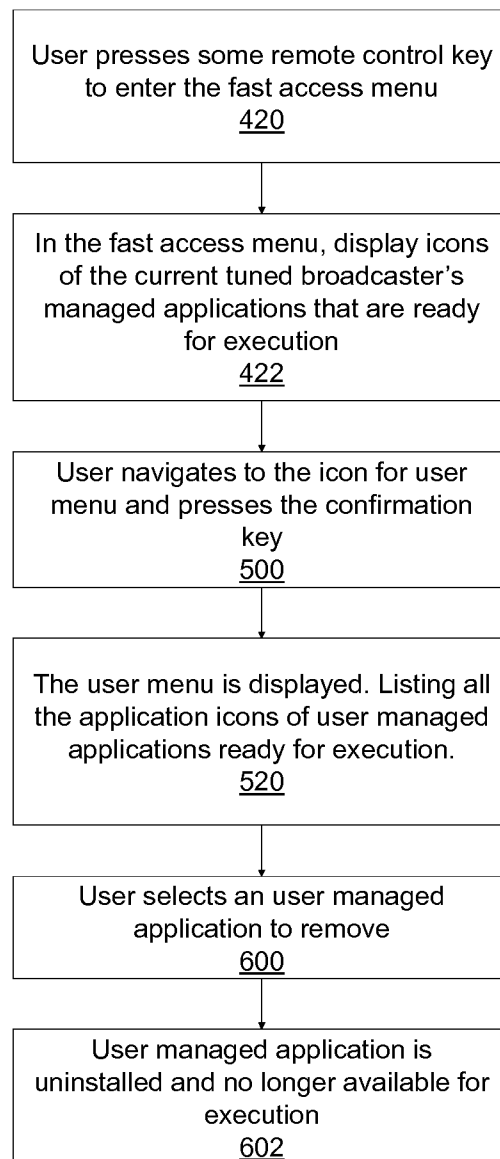 User presses some remote control key
to enter the fast access menu
420
In the fast access menu, display icons
of the current tuned broadcaster's
managed applications that are ready
for execution
422
User navigates to the icon for user
menu and presses the confirmation
key
500
The user menu is displayed. Listing all
the application icons of user managed
applications ready for execution.
520
User selects an user managed
application to remove
600
User managed application is
uninstalled and no longer available for
execution
602